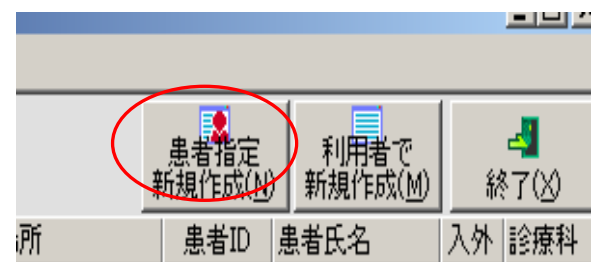 患者指定
新規作成(N)
利用者で
新規作成(M)
終了(X)
所 患者ID 患者氏名 入外 診療科